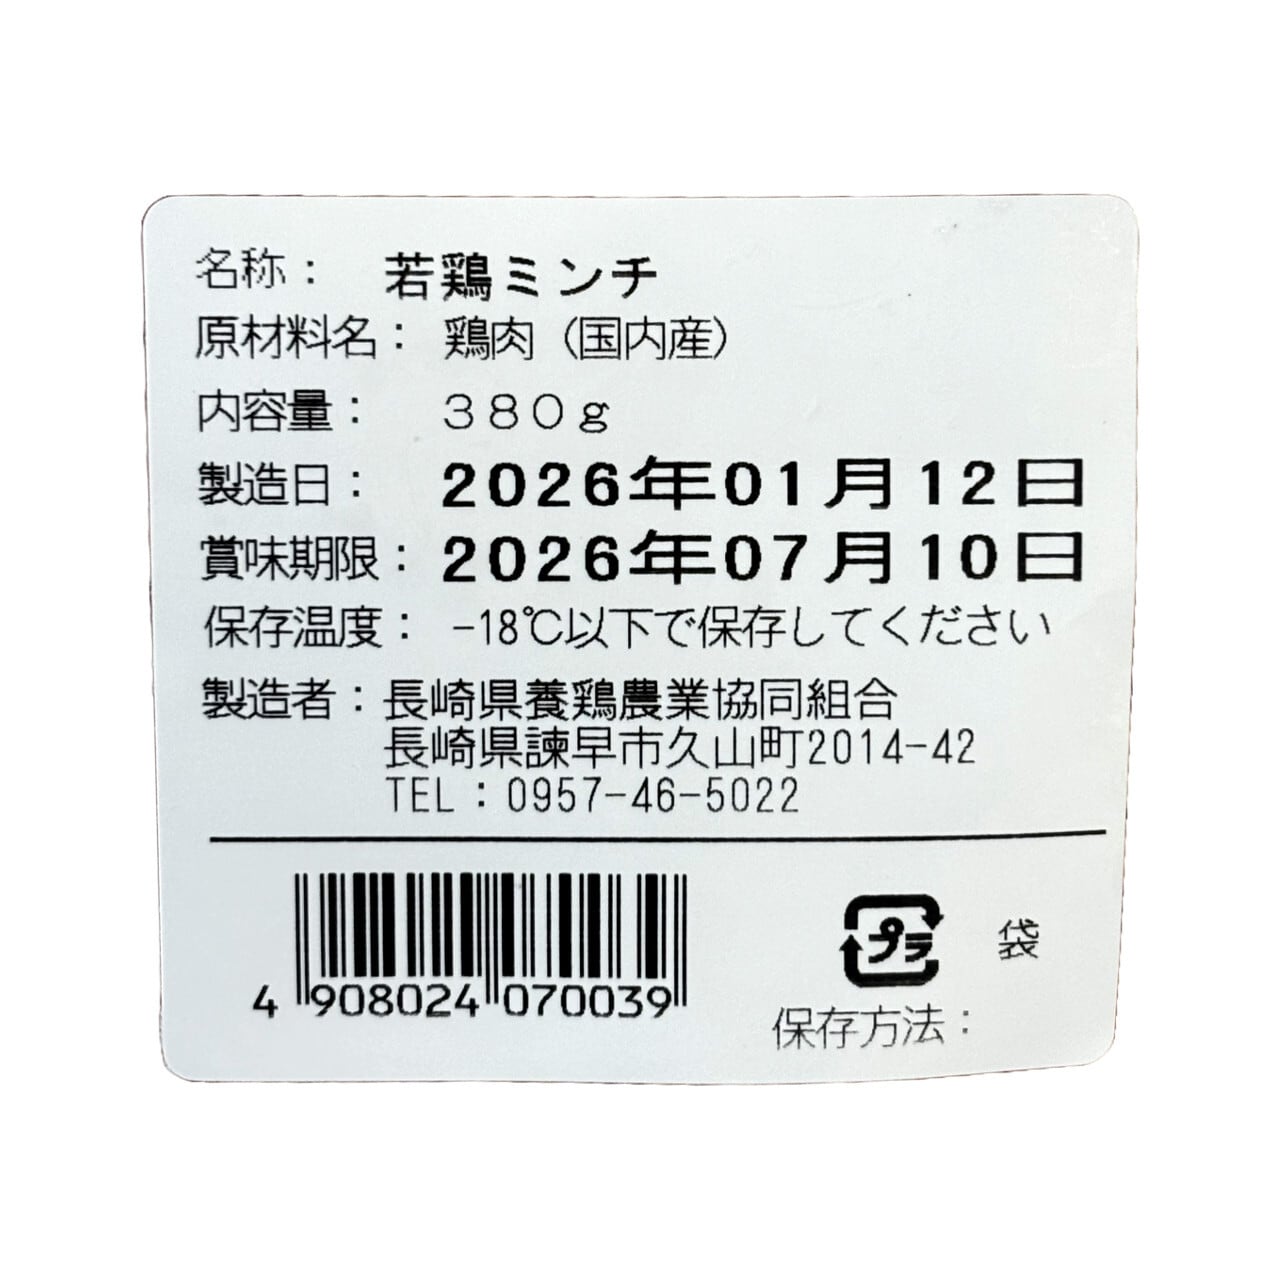 名称： 若鶏ミンチ
原材料名： 鶏肉（国内産）
内容量： ３８０ｇ
製造日： 2026年01月12日
賞味期限： 2026年07月10日
保存温度： -18℃以下で保存してください
製造者：長崎県養鶏農業協同組合
長崎県諫早市久山町2014-42
TEL：0957-46-5022
4 908024 070039
プラ 袋
保存方法：